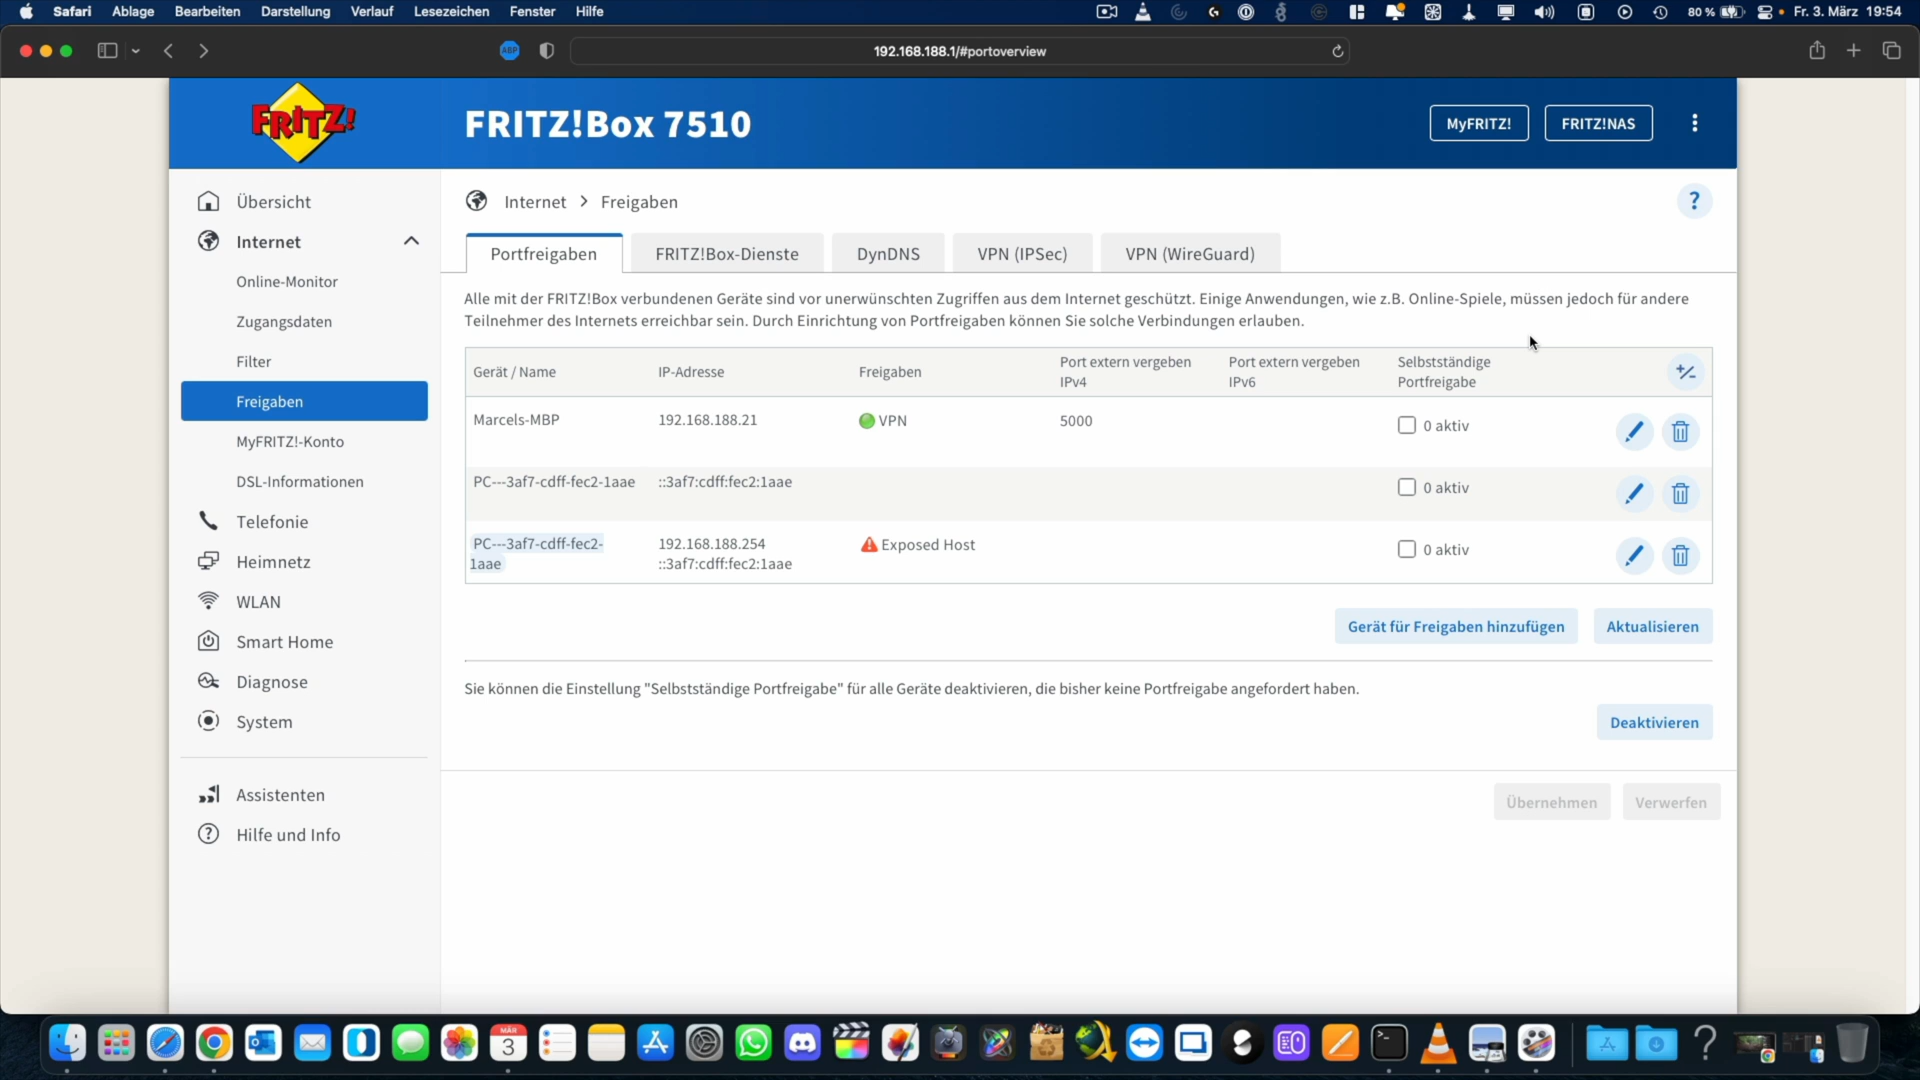 Safari Ablage Bearbeiten Darstellung Verlauf Lesezeichen Fenster Hilfe 80 % Fr. 3. März 19:54
ABP 192.168.188.1/#portoverview
FRITZ! FRITZ!Box 7510 MyFRITZ! FRITZ!NAS
Übersicht
Internet
Online-Monitor
Zugangsdaten
Filter
Freigaben
MyFRITZ!-Konto
DSL-Informationen
Telefonie
Heimnetz
WLAN
Smart Home
Diagnose
System
Assistenten
Hilfe und Info
Internet > Freigaben ?
Portfreigaben FRITZ!Box-Dienste DynDNS VPN (IPSec) VPN (WireGuard)
Alle mit der FRITZ!Box verbundenen Geräte sind vor unerwünschten Zugriffen aus dem Internet geschützt. Einige Anwendungen, wie z.B. Online-Spiele, müssen jedoch für andere
Teilnehmer des Internets erreichbar sein. Durch Einrichtung von Portfreigaben können Sie solche Verbindungen erlauben.
Gerät / Name IP-Adresse Freigaben Port extern vergeben IPv4 Port extern vergeben IPv6 Selbstständige Portfreigabe +/-
Marcels-MBP 192.168.188.21 VPN 5000 0 aktiv
PC---3af7-cdff-fec2-1aae ::3af7:cdff:fec2:1aae 0 aktiv
PC---3af7-cdff-fec2- 192.168.188.254 Exposed Host 0 aktiv
1aae ::3af7:cdff:fec2:1aae
Gerät für Freigaben hinzufügen Aktualisieren
Sie können die Einstellung "Selbstständige Portfreigabe" für alle Geräte deaktivieren, die bisher keine Portfreigabe angefordert haben.
Deaktivieren
Übernehmen Verwerfen
MÄR
3